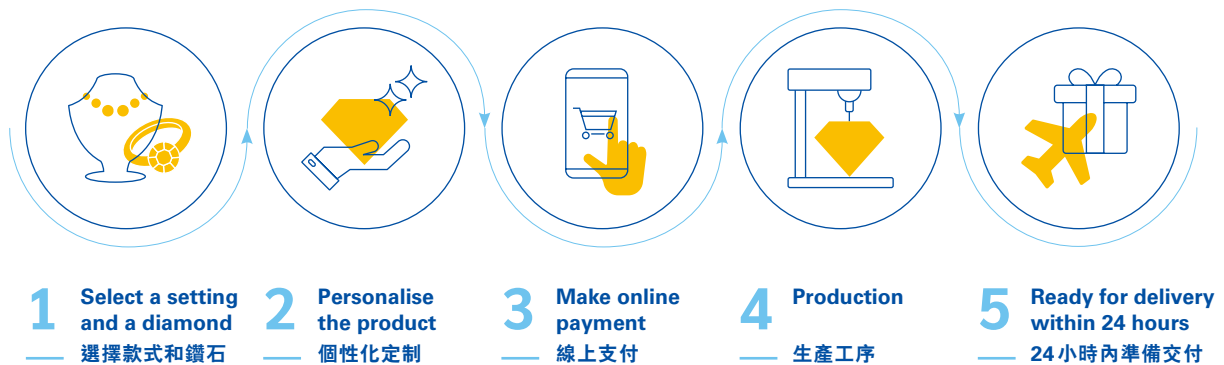 1
Select a setting
and a diamond
選擇款式和鑽石
2
Personalise
the product
個性化定制
3
Make online
payment
線上支付
4
Production
生產工序
5
Ready for delivery
within 24 hours
24小時內準備交付